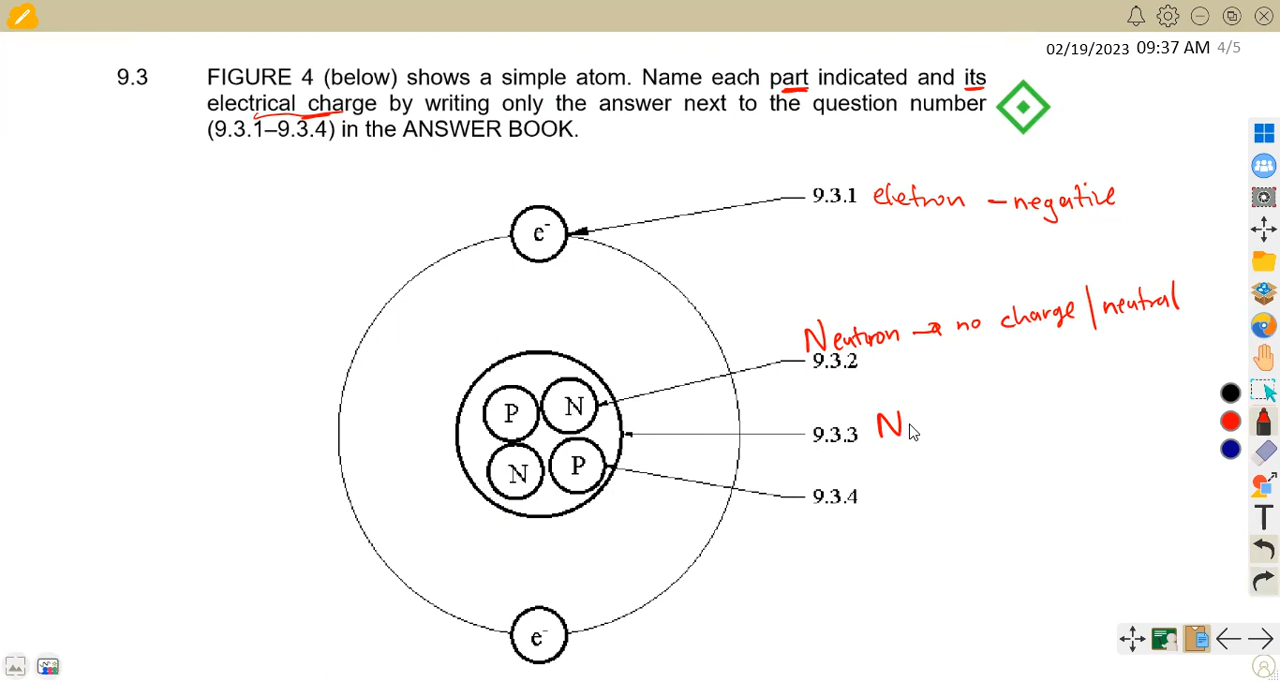 02/19/2023 09:37 AM 4/5
9.3 FIGURE 4 (below) shows a simple atom. Name each part indicated and its
electrical charge by writing only the answer next to the question number
(9.3.1–9.3.4) in the ANSWER BOOK.
9.3.1 eletron – negative
e-
Neutron → no charge/neutral
9.3.2
P N
9.3.3 N
N P
9.3.4
e-
T